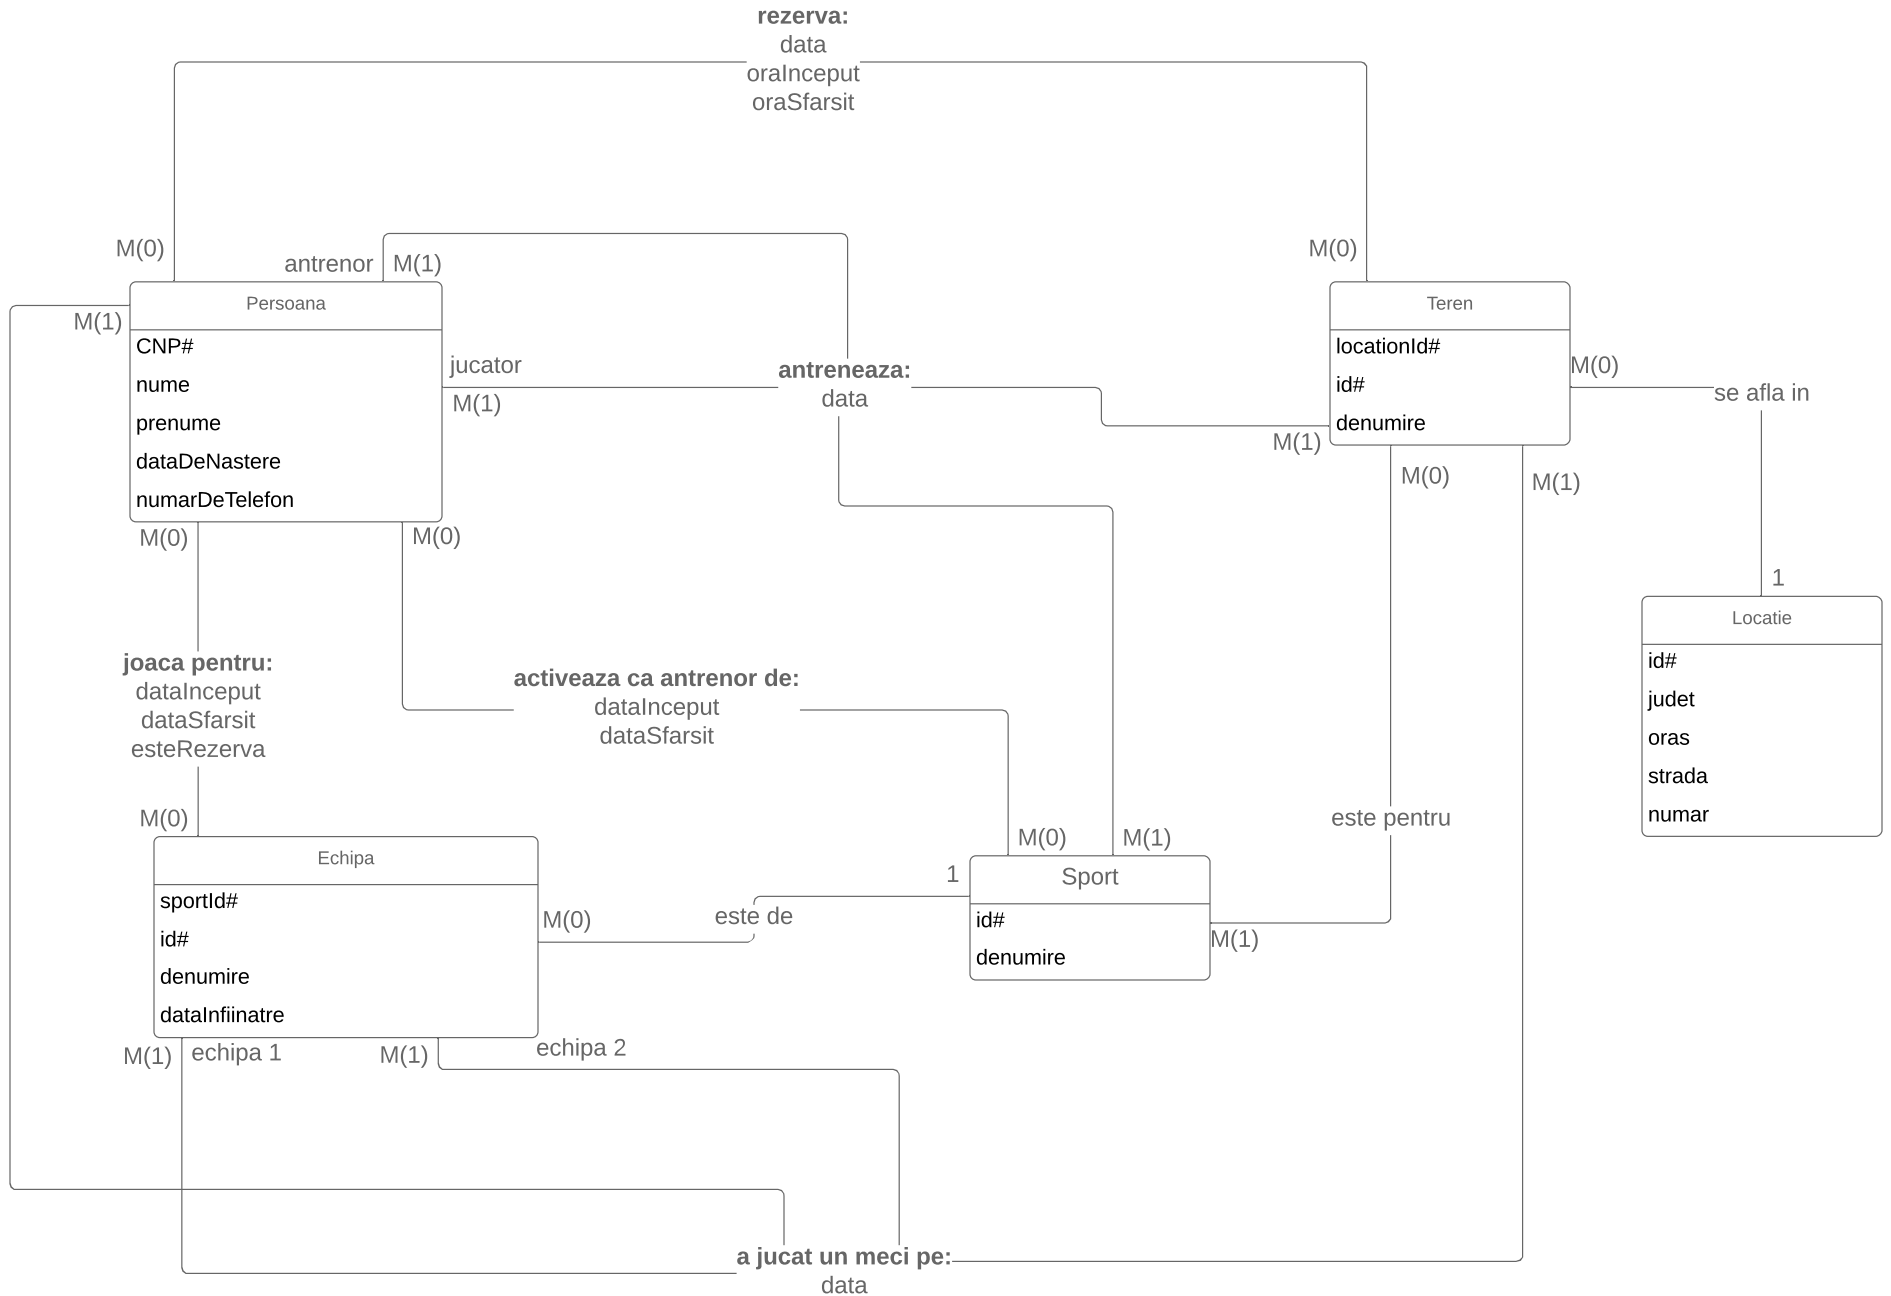 rezerva:
data
oraInceput
oraSfarsit
M(0)
antrenor
M(1)
M(0)
Persoana
M(1)
CNP#
nume
prenume
dataDeNastere
numarDeTelefon
jucator
M(1)
antreneaza:
data
Teren
locationId#
id#
denumire
M(1)
M(0)
se afla in
M(0)
M(1)
M(0)
M(0)
1
Locatie
id#
judet
oras
strada
numar
joaca pentru:
dataInceput
dataSfarsit
esteRezerva
activeaza ca antrenor de:
dataInceput
dataSfarsit
M(0)
M(0)
M(1)
este pentru
Echipa
sportId#
id#
denumire
dataInfiinatre
M(0)
este de
1
Sport
id#
denumire
M(1)
M(1)
echipa 1
M(1)
echipa 2
a jucat un meci pe:
data